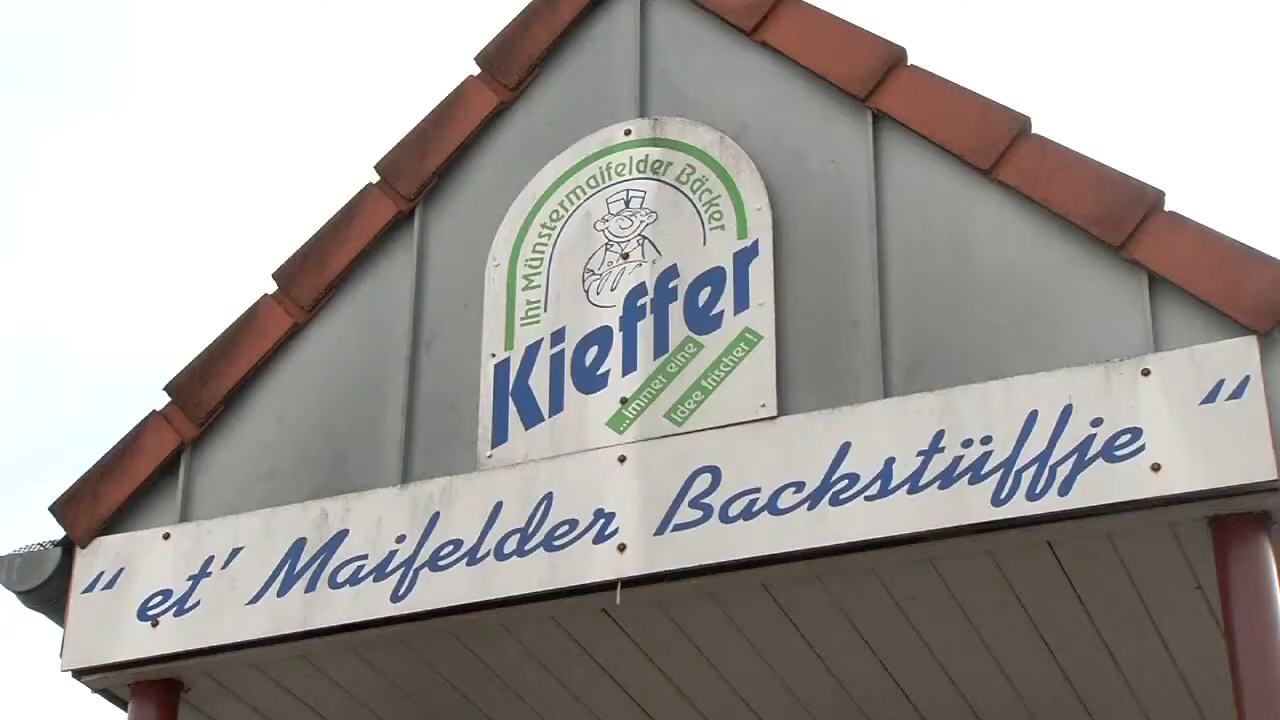 Ihr Münstermaifelder Bäcker
Kieffer
...Immer eine
Idee frischer !
" et' Maifelder Backstüffje "